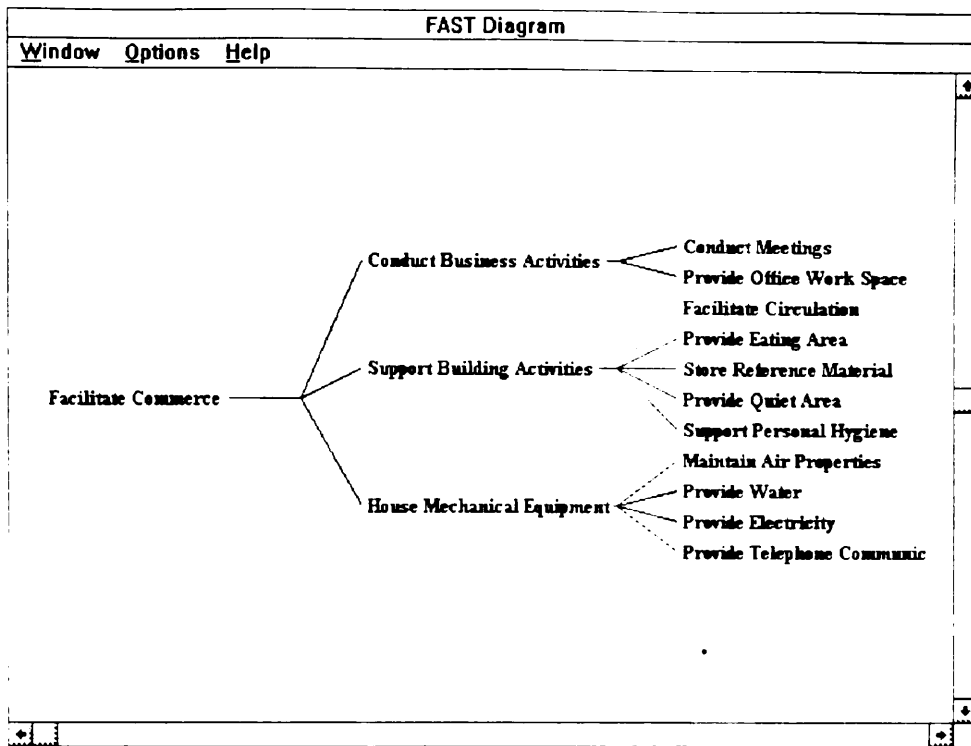 FAST Diagram
Window Options Help
Conduct Meetings
Conduct Business Activities
Provide Office Work Space
Facilitate Circulation
Provide Eating Area
Support Building Activities
Store Reference Material
Facilitate Commerce
Provide Quiet Area
Support Personal Hygiene
Maintain Air Properties
Provide Water
House Mechanical Equipment
Provide Electricity
Provide Telephone Communic